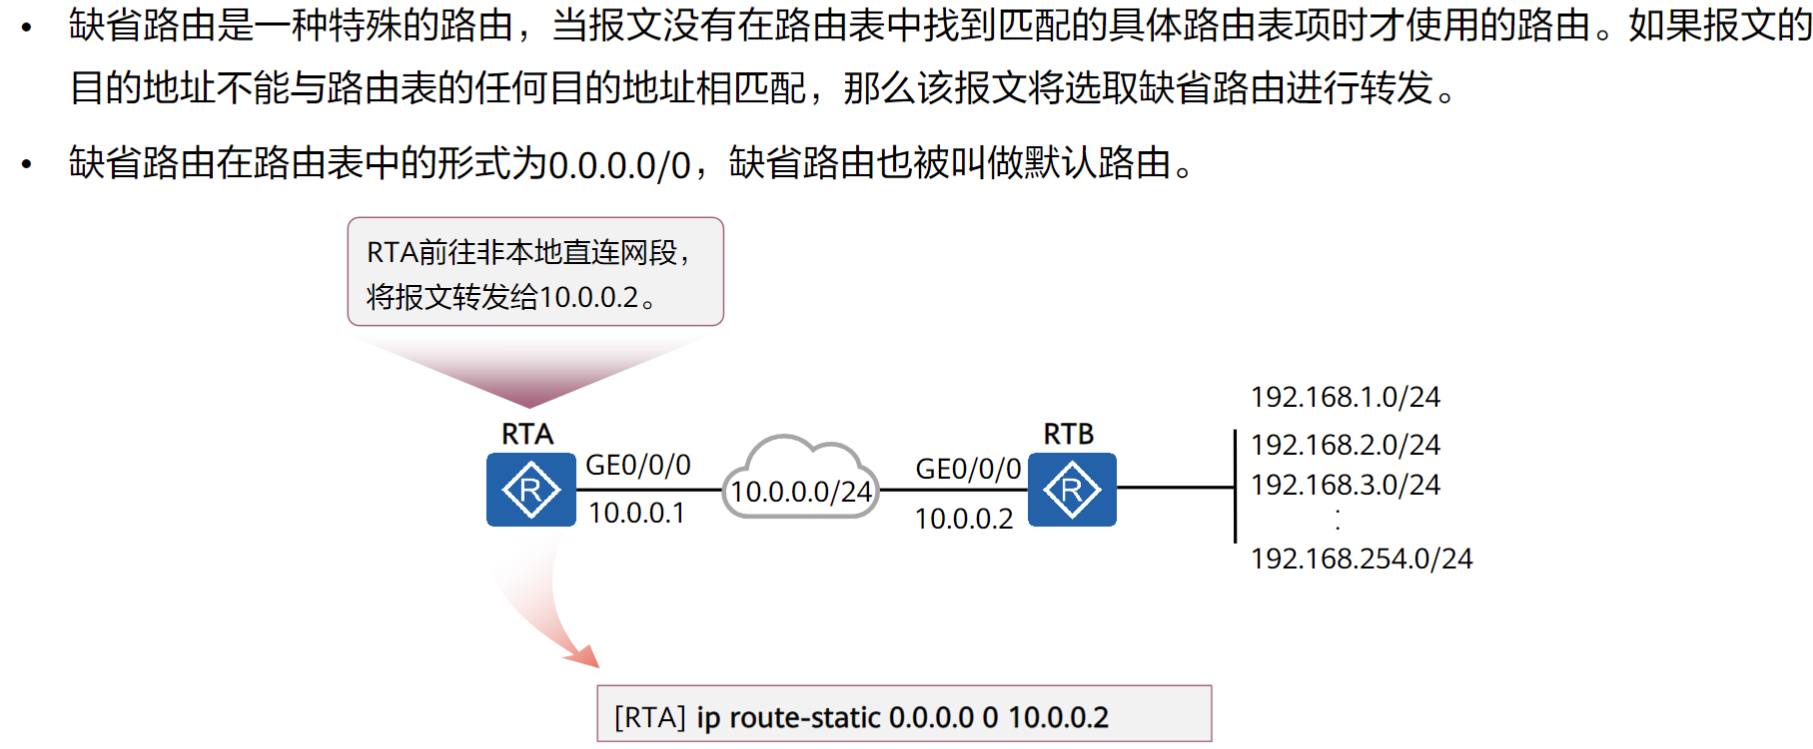 • 缺省路由是一种特殊的路由，当报文没有在路由表中找到匹配的具体路由表项时才使用的路由。如果报文的
目的地址不能与路由表的任何目的地址相匹配，那么该报文将选取缺省路由进行转发。
• 缺省路由在路由表中的形式为0.0.0.0/0，缺省路由也被叫做默认路由。
RTA前往非本地直连网段，
将报文转发给10.0.0.2。
RTA
R
GE0/0/0
10.0.0.1
10.0.0.0/24
GE0/0/0
10.0.0.2
RTB
R
192.168.1.0/24
192.168.2.0/24
192.168.3.0/24
:
192.168.254.0/24
[RTA] ip route-static 0.0.0.0 0 10.0.0.2